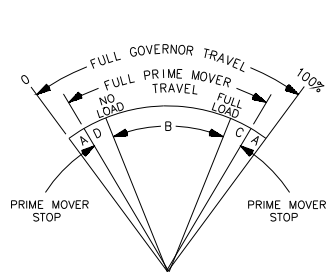 FULL GOVERNOR TRAVEL
0
100%
FULL PRIME MOVER
TRAVEL
NO
LOAD
FULL
LOAD
A
D
B
C
A
PRIME MOVER
STOP
PRIME MOVER
STOP